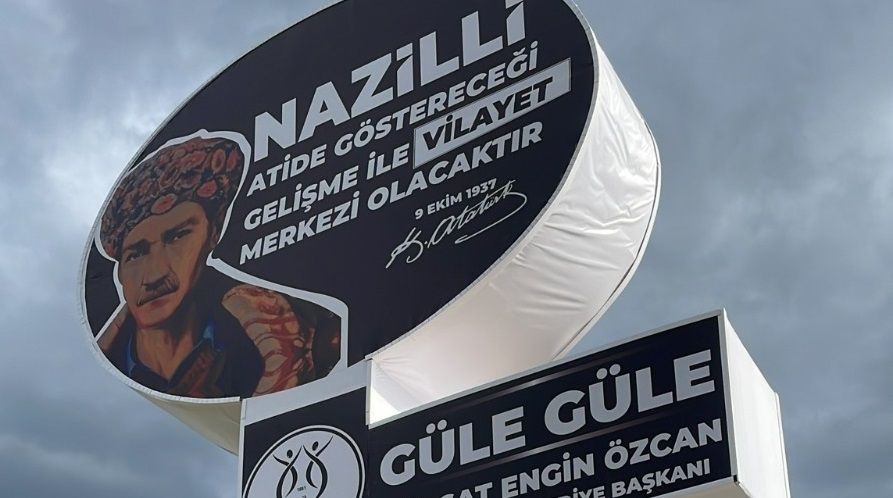 NAZİLLİ
ATİDE GÖSTERECEĞİ
GELİŞME İLE VİLAYET
MERKEZİ OLACAKTIR
9 EKİM 1937
K. Atatürk
GÜLE GÜLE
ENGİN ÖZCAN
BAŞKANI